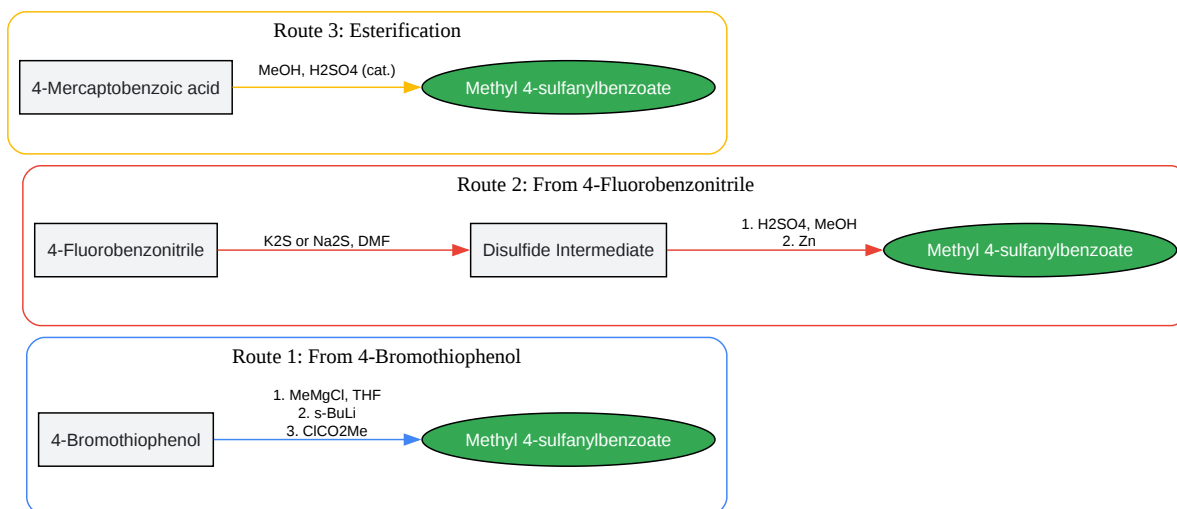 Route 3: Esterification
4-Mercaptobenzoic acid
MeOH, H2SO4 (cat.)
Methyl 4-sulfanylbenzoate
Route 2: From 4-Fluorobenzonitrile
4-Fluorobenzonitrile
K2S or Na2S, DMF
Disulfide Intermediate
1. H2SO4, MeOH
2. Zn
Methyl 4-sulfanylbenzoate
Route 1: From 4-Bromothiophenol
4-Bromothiophenol
1. MeMgCl, THF
2. s-BuLi
3. ClCO2Me
Methyl 4-sulfanylbenzoate